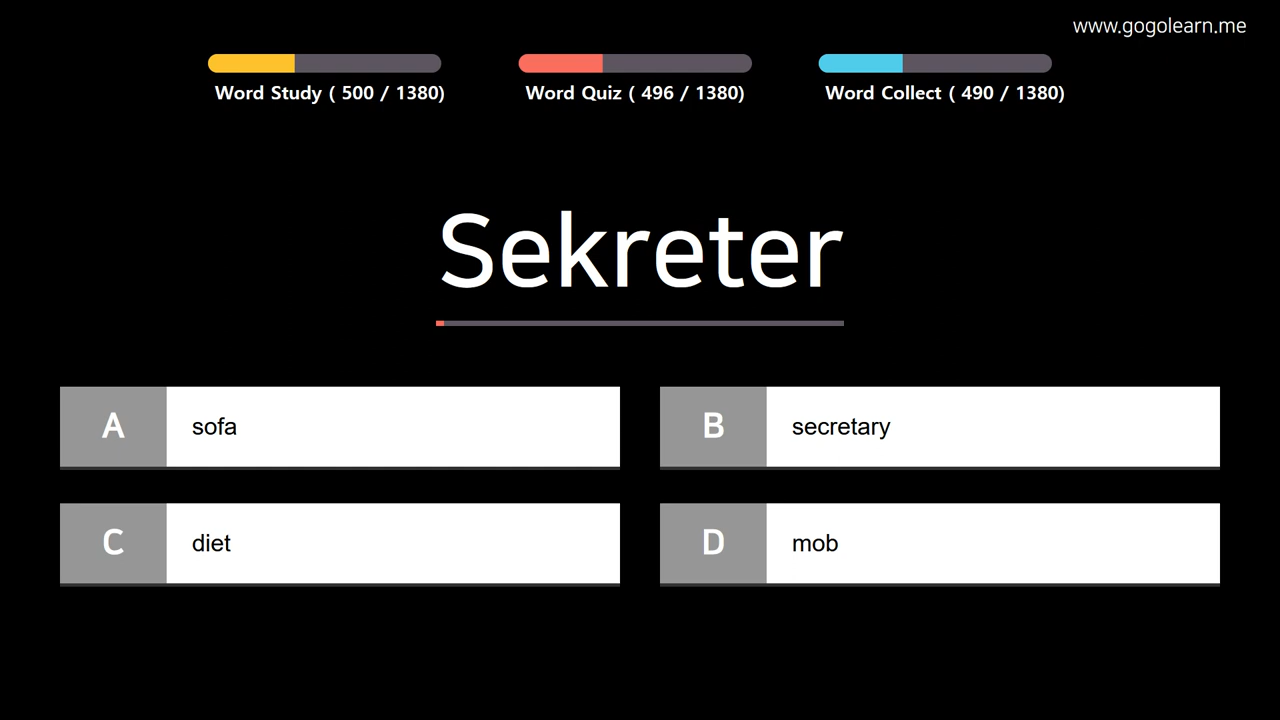 www.gogolearn.me
Word Study ( 500 / 1380)
Word Quiz ( 496 / 1380)
Word Collect ( 490 / 1380)
Sekreter
A
sofa
B
secretary
C
diet
D
mob